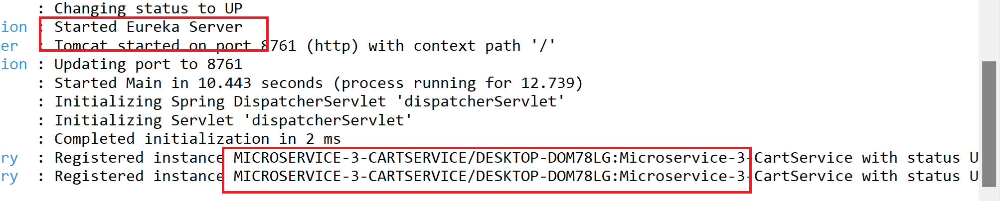 : Changing status to UP
ion : Started Eureka Server
er : Tomcat started on port 8761 (http) with context path '/'
ion : Updating port to 8761
: Started Main in 10.443 seconds (process running for 12.739)
: Initializing Spring DispatcherServlet 'dispatcherServlet'
: Initializing Servlet 'dispatcherServlet'
: Completed initialization in 2 ms
ry : Registered instance MICROSERVICE-3-CARTSERVICE/DESKTOP-DOM78LG:Microservice-3-CartService with status U
ry : Registered instance MICROSERVICE-3-CARTSERVICE/DESKTOP-DOM78LG:Microservice-3-CartService with status U